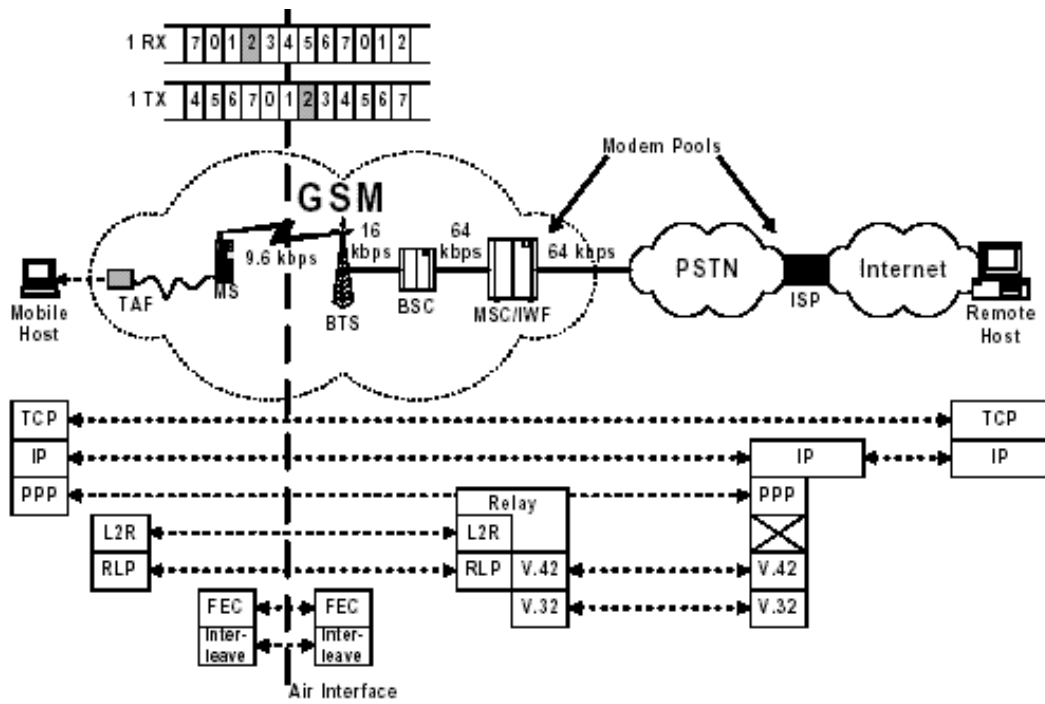 1 RX 7 0 1 2 3 4 5 6 7 0 1 2
1 TX 4 5 6 7 0 1 2 3 4 5 6 7
Modem Pools
GSM
9.6 kbps
16 kbps
64 kbps
64 kbps
PSTN
Internet
Mobile Host
TAF
MS
BTS
BSC
MSC/IWF
ISP
Remote Host
TCP
TCP
IP
IP
IP
PPP
Relay
PPP
L2R
L2R
RLP
RLP
V.42
V.42
V.32
V.32
FEC
FEC
Inter-
leave
Inter-
leave
Air Interface